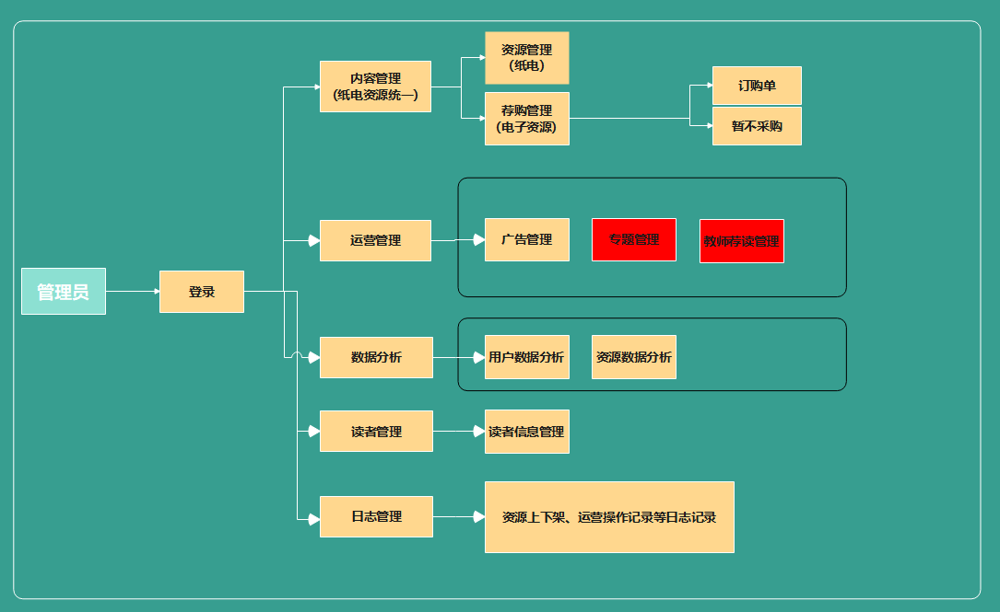 资源管理
（纸电）
内容管理
(纸电资源统一)
订购单
荐购管理
(电子资源)
暂不采购
运营管理
广告管理
专题管理
教师荐读管理
管理员
登录
数据分析
用户数据分析
资源数据分析
读者管理
读者信息管理
日志管理
资源上下架、运营操作记录等日志记录